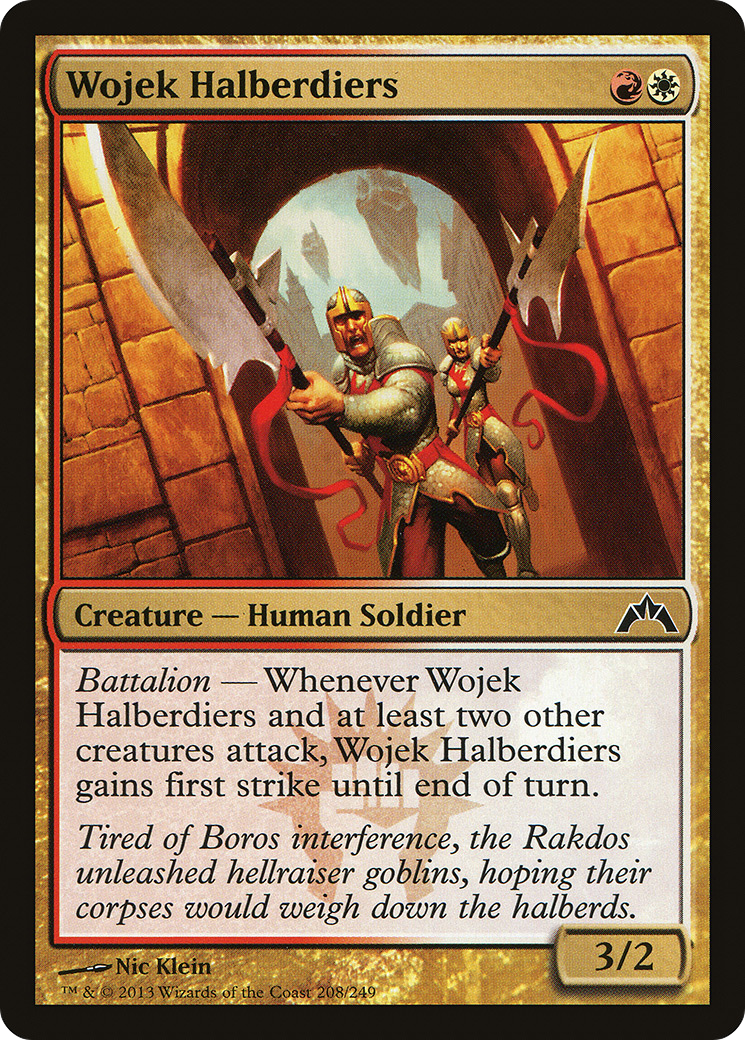 Wojek Halberdiers
Creature — Human Soldier
Battalion — Whenever Wojek
Halberdiers and at least two other
creatures attack, Wojek Halberdiers
gains first strike until end of turn.
Tired of Boros interference, the Rakdos
unleashed hellraiser goblins, hoping their
corpses would weigh down the halberds.
3/2
Nic Klein
™ & © 2013 Wizards of the Coast 208/249